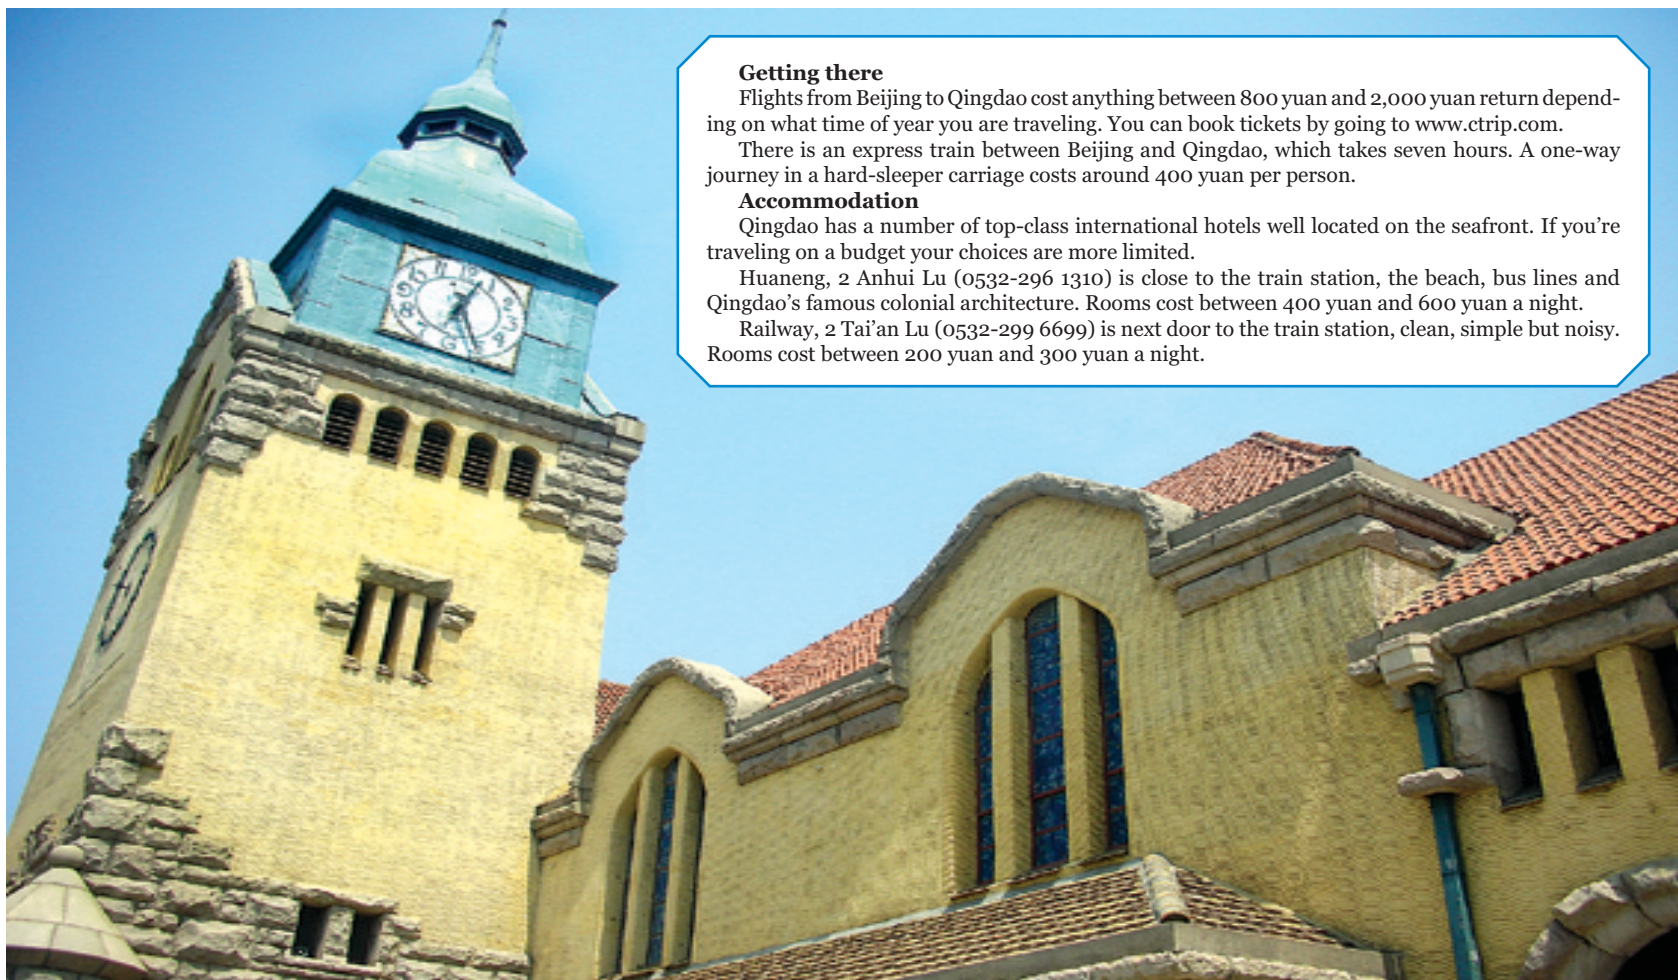 Getting there
Flights from Beijing to Qingdao cost anything between 800 yuan and 2,000 yuan return depend-
ing on what time of year you are traveling. You can book tickets by going to www.ctrip.com.
There is an express train between Beijing and Qingdao, which takes seven hours. A one-way
journey in a hard-sleeper carriage costs around 400 yuan per person.
Accommodation
Qingdao has a number of top-class international hotels well located on the seafront. If you're
traveling on a budget your choices are more limited.
Huaneng, 2 Anhui Lu (0532-296 1310) is close to the train station, the beach, bus lines and
Qingdao's famous colonial architecture. Rooms cost between 400 yuan and 600 yuan a night.
Railway, 2 Tai'an Lu (0532-299 6699) is next door to the train station, clean, simple but noisy.
Rooms cost between 200 yuan and 300 yuan a night.